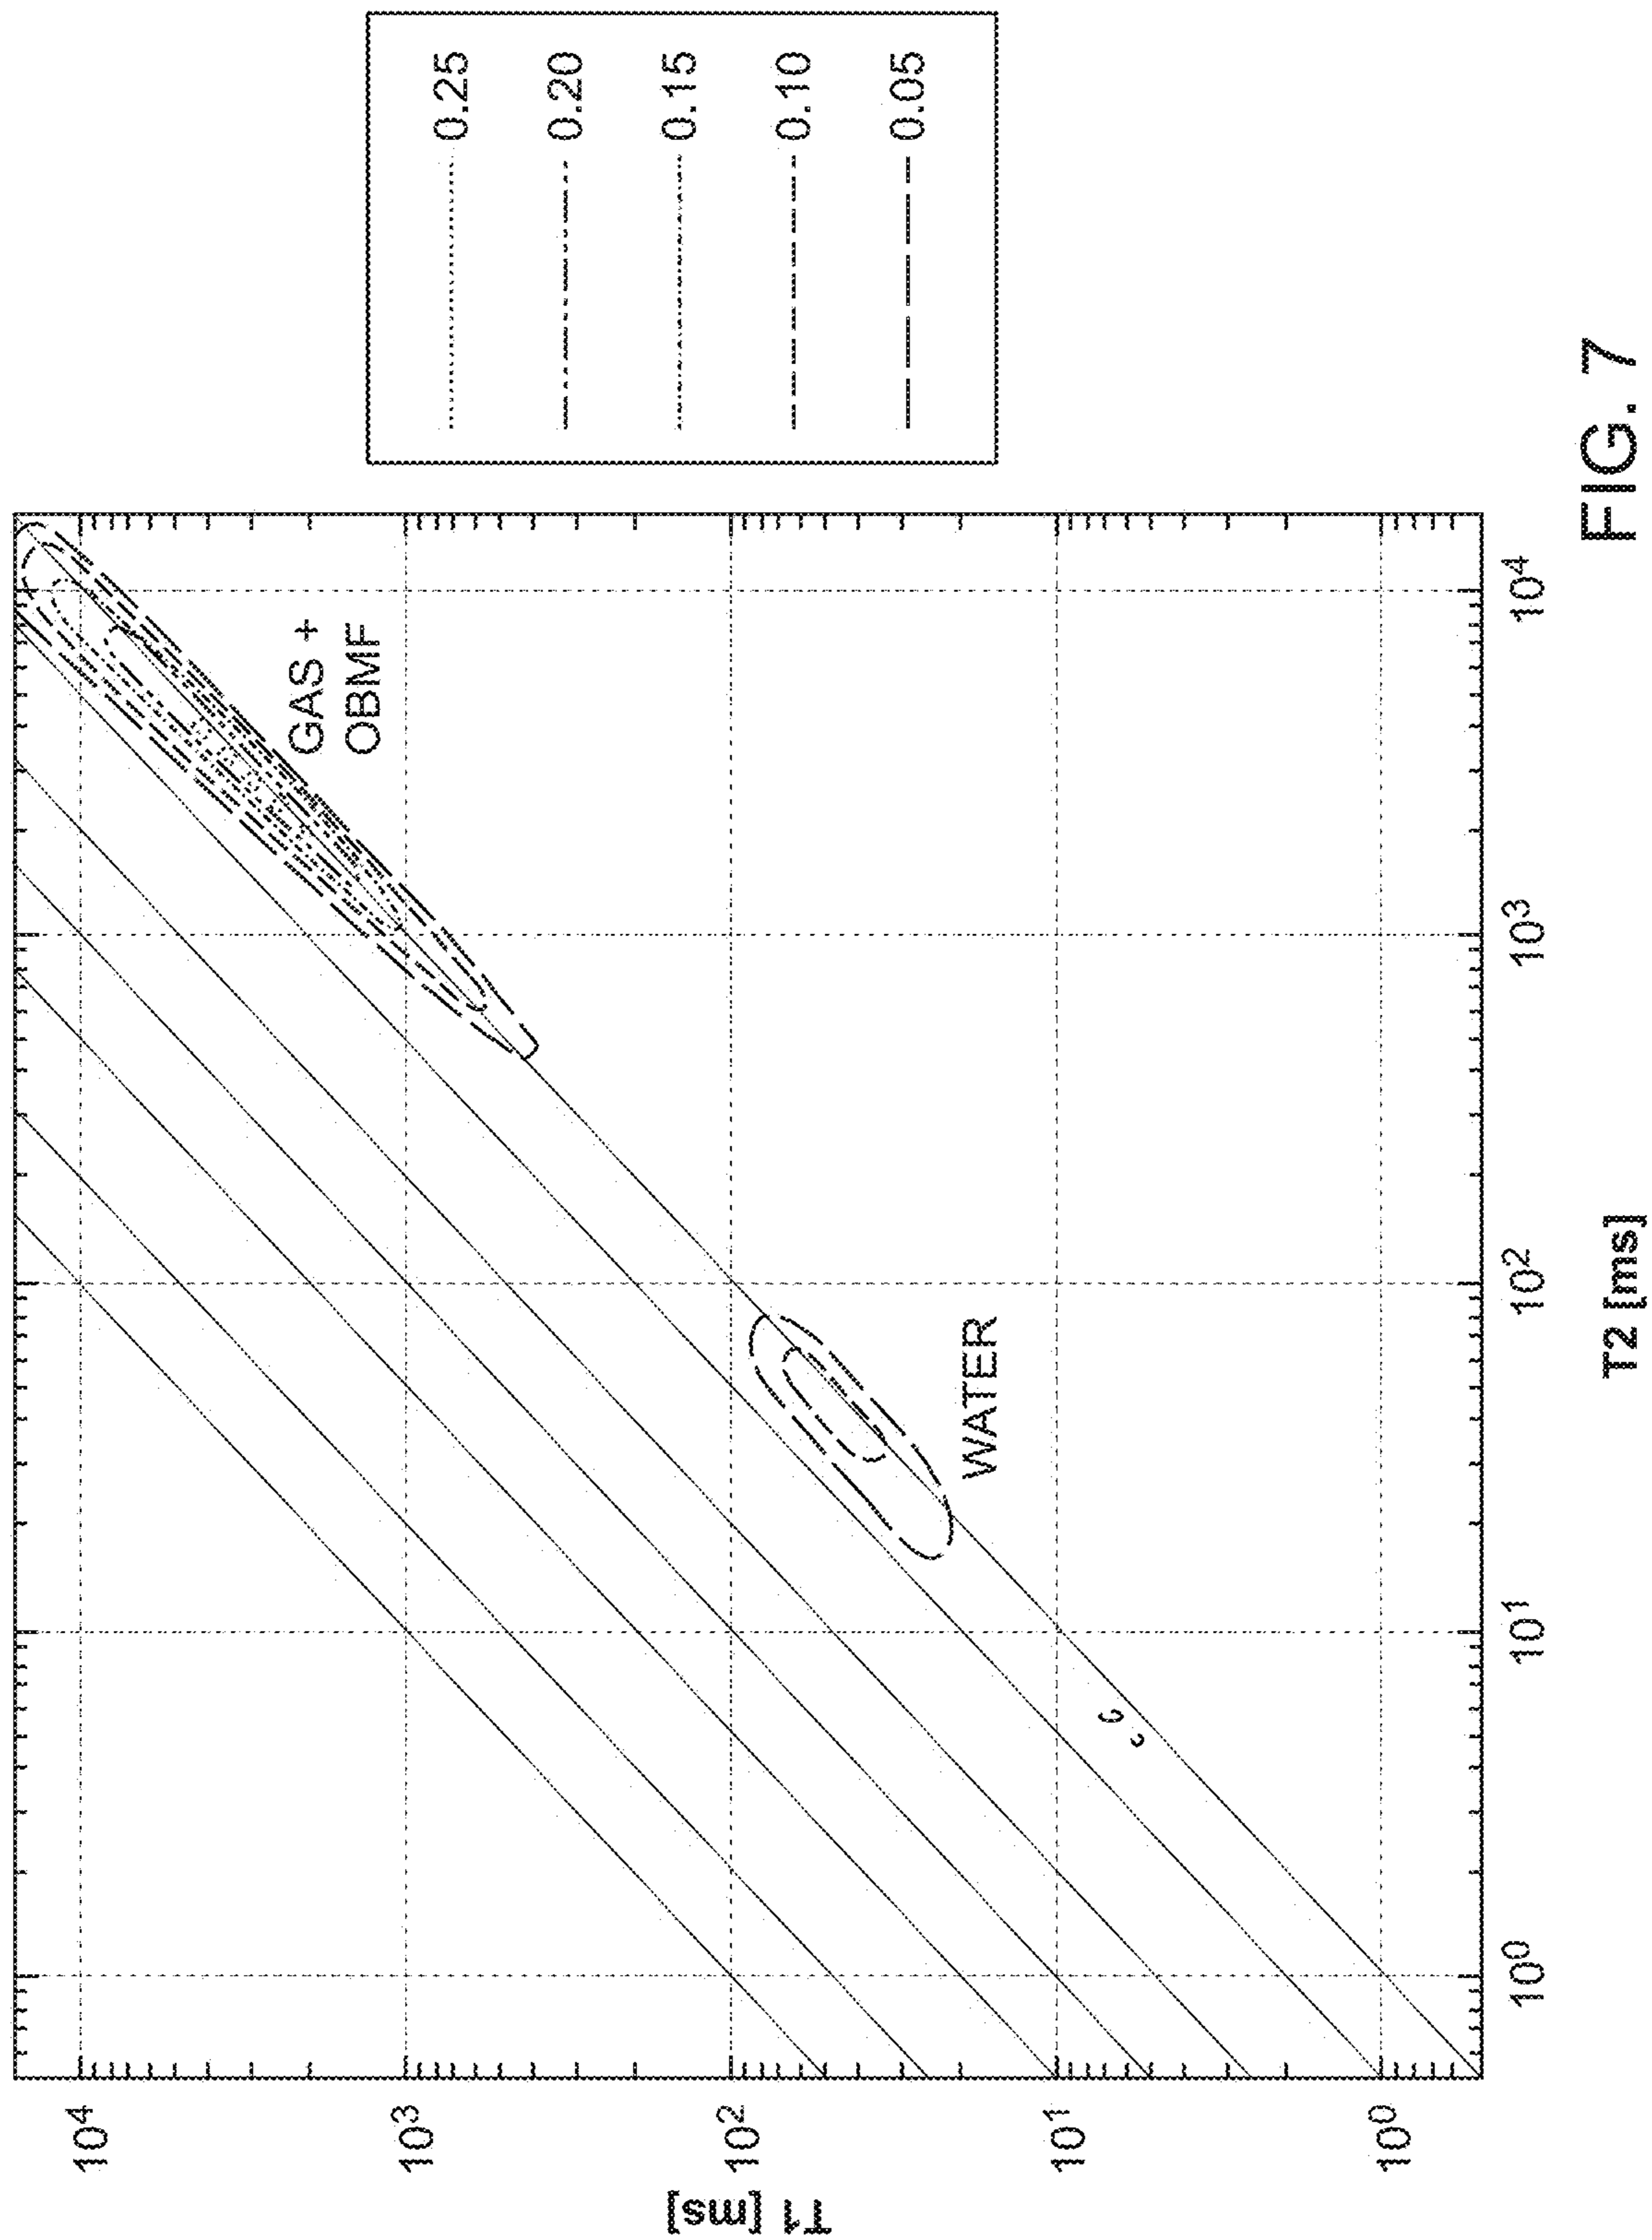 T1 [ms]
10⁴
10³
10²
10¹
10⁰
10⁰
10¹
10²
10³
10⁴
T2 [ms]
GAS +
OBMF
WATER
0.25
0.20
0.15
0.10
0.05
FIG. 7